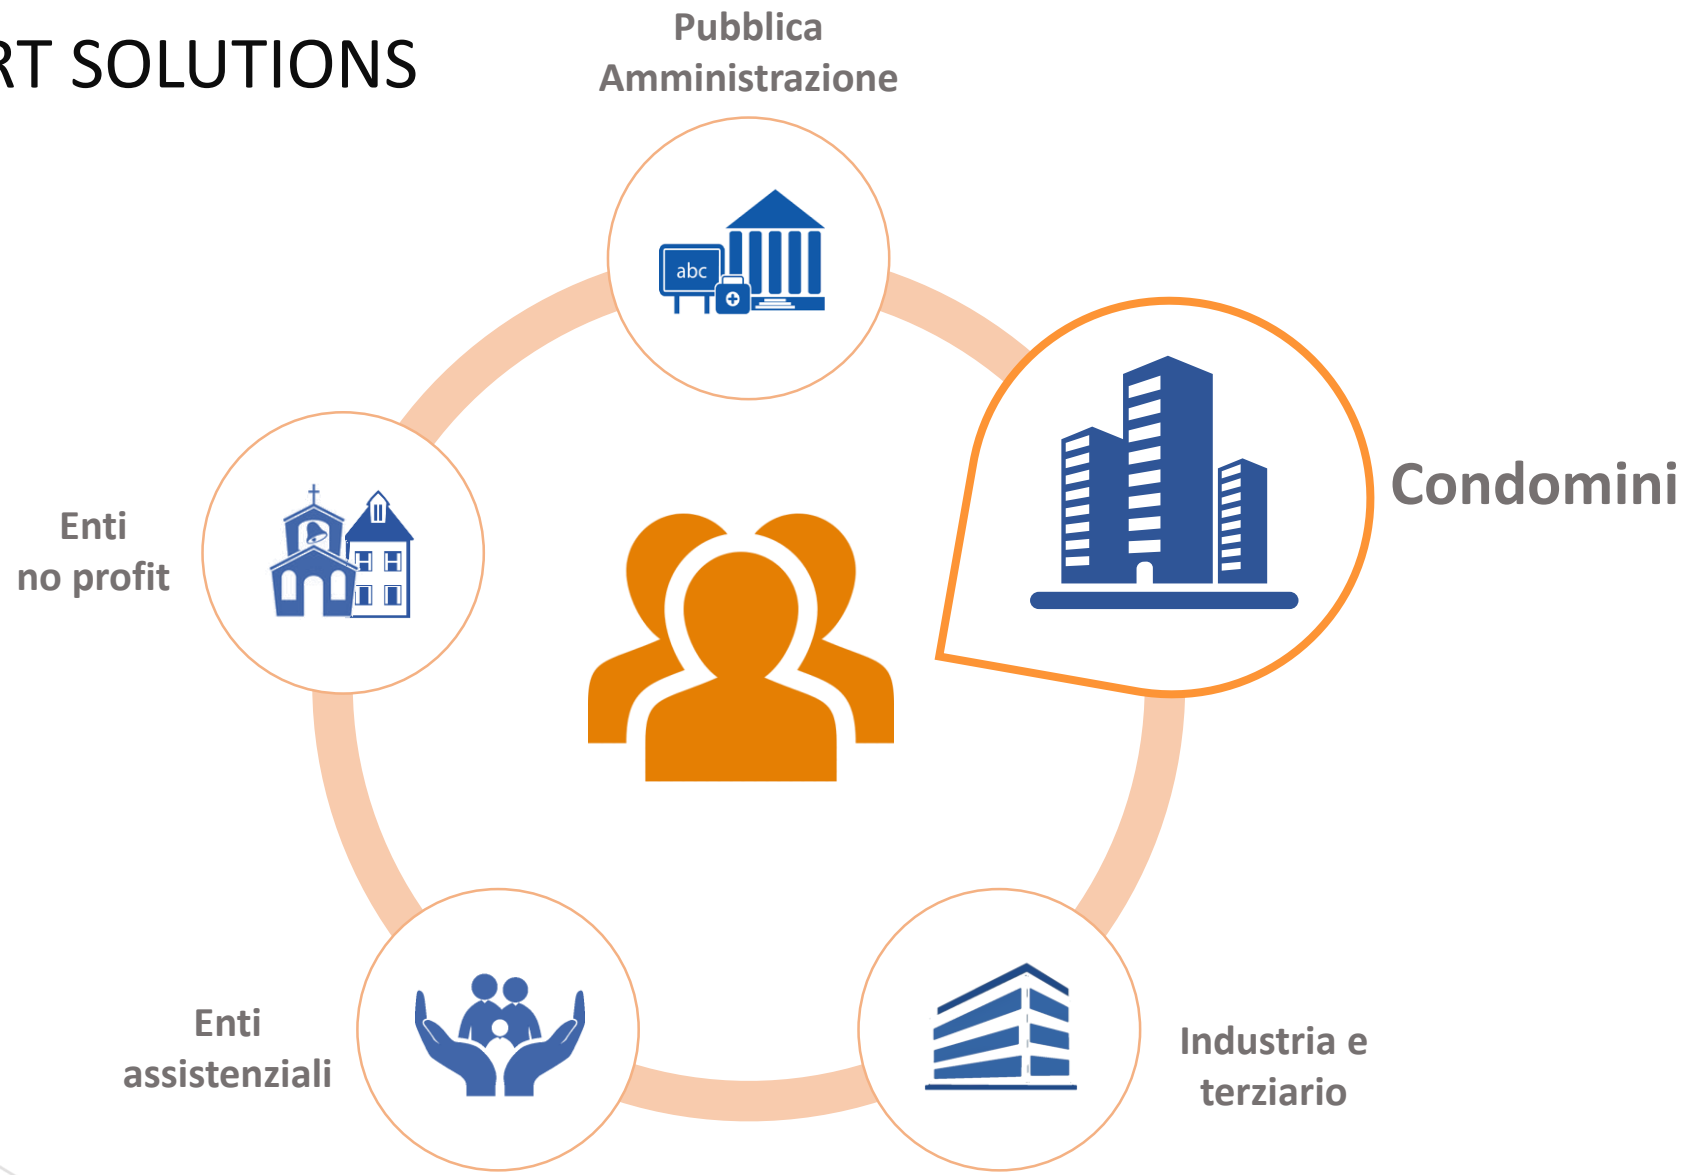 RT SOLUTIONS
Pubblica
Amministrazione
abc
Condomini
Enti
no profit
Enti
assistenziali
Industria e
terziario